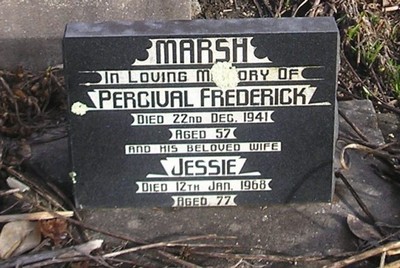 MARSH
IN LOVING MEMORY OF
PERCIVAL FREDERICK
DIED 22ND DEC. 1941
AGED 57
AND HIS BELOVED WIFE
JESSIE
DIED 12TH JAN. 1968
AGED 77